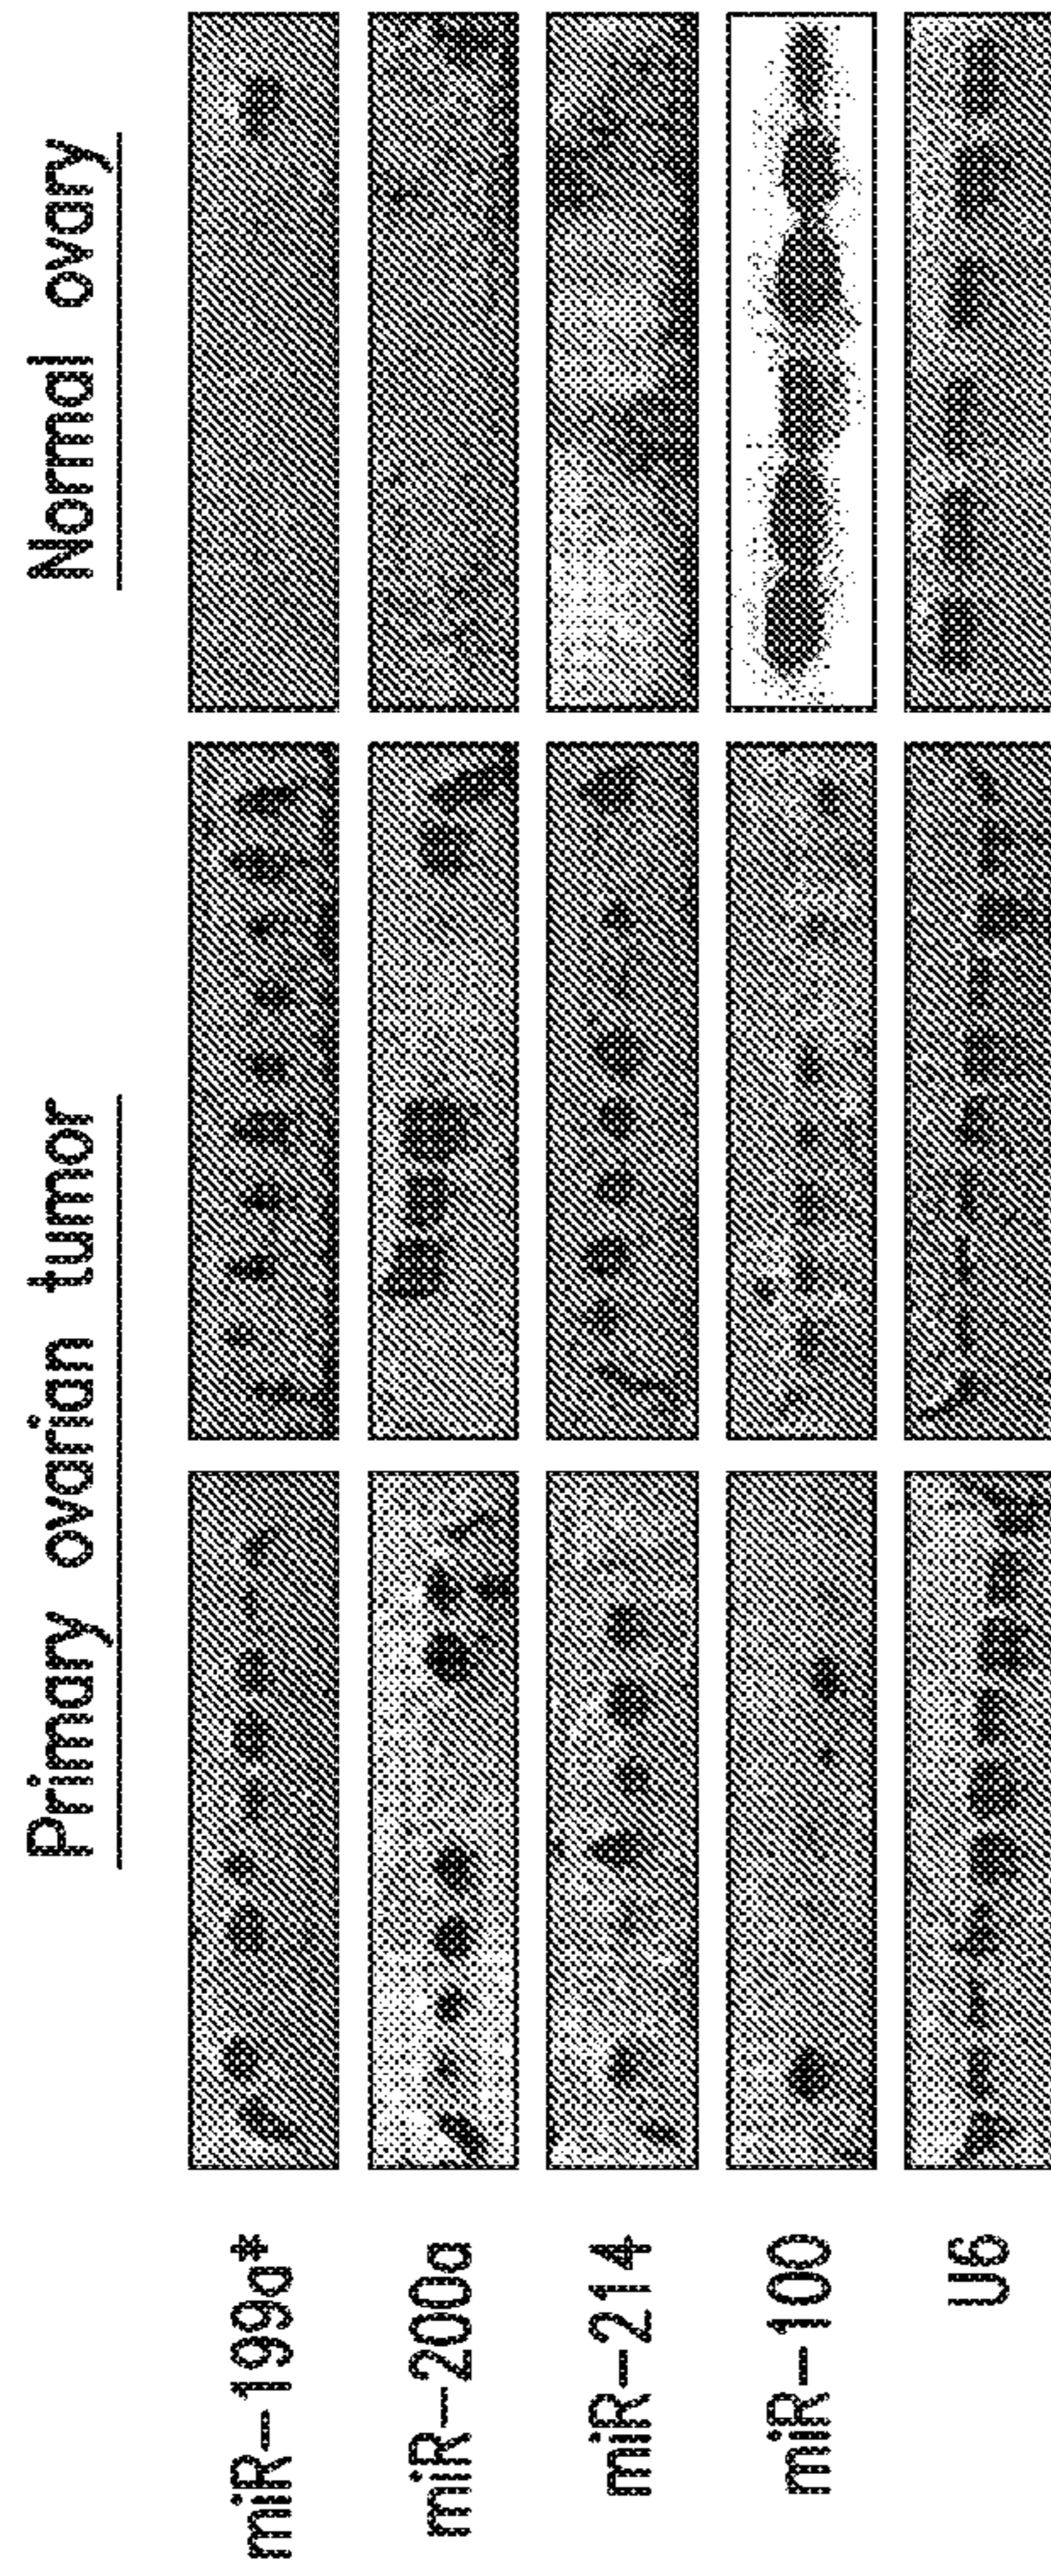 Primary ovarian tumor
Normal ovary
miR-199a*
miR-200a
miR-214
miR-100
U6